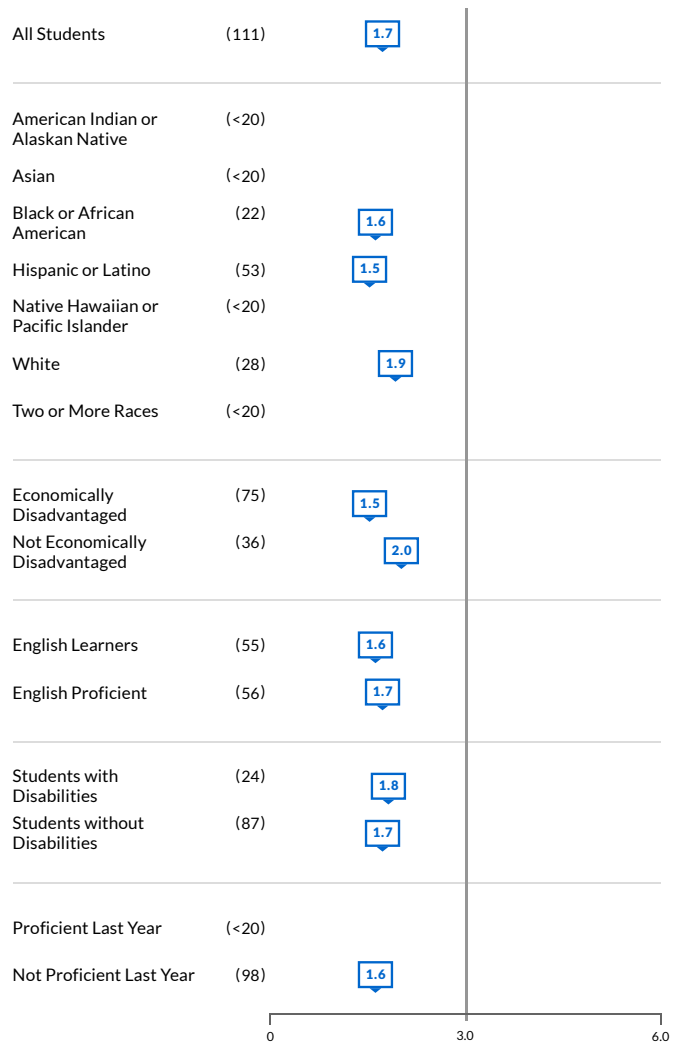 All Students (111) 1.7
American Indian or (<20)
Alaskan Native
Asian (<20)
Black or African (22) 1.6
American
Hispanic or Latino (53) 1.5
Native Hawaiian or (<20)
Pacific Islander
White (28) 1.9
Two or More Races (<20)
Economically (75) 1.5
Disadvantaged
Not Economically (36) 2.0
Disadvantaged
English Learners (55) 1.6
English Proficient (56) 1.7
Students with (24) 1.8
Disabilities
Students without (87) 1.7
Disabilities
Proficient Last Year (<20)
Not Proficient Last Year (98) 1.6
0 3.0 6.0